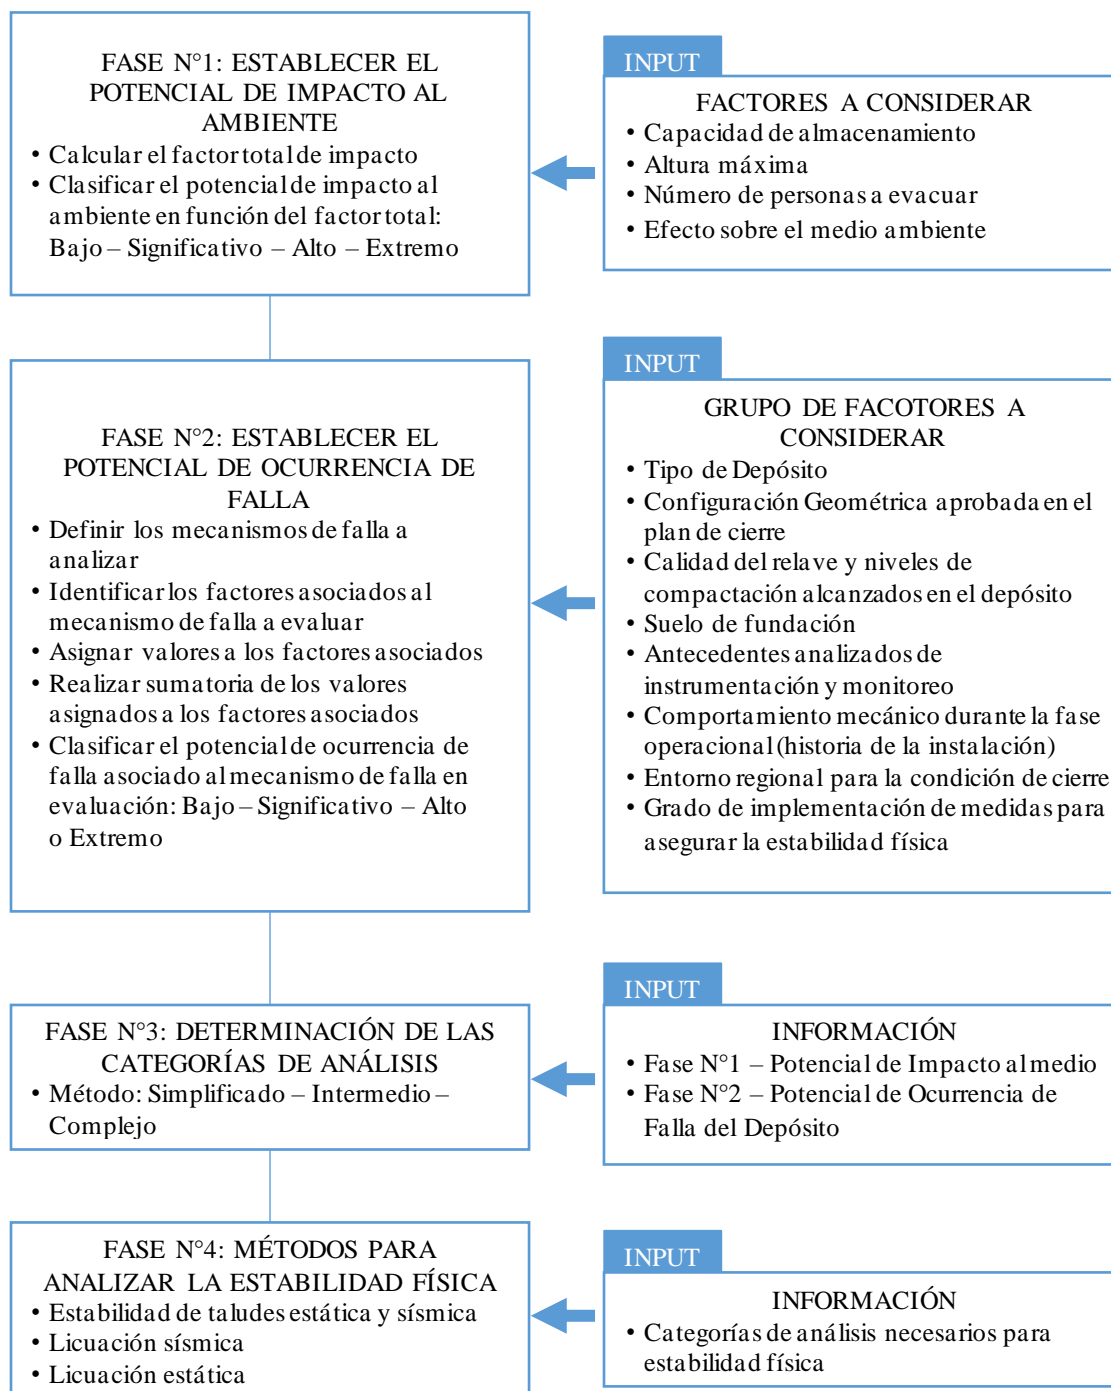 FASE N°1: ESTABLECER EL
POTENCIAL DE IMPACTO AL
AMBIENTE
• Calcular el factor total de impacto
• Clasificar el potencial de impacto al
ambiente en función del factor total:
Bajo – Significativo – Alto – Extremo
INPUT
FACTORES A CONSIDERAR
• Capacidad de almacenamiento
• Altura máxima
• Número de personas a evacuar
• Efecto sobre el medio ambiente
FASE N°2: ESTABLECER EL
POTENCIAL DE OCURRENCIA DE
FALLA
• Definir los mecanismos de falla a
analizar
• Identificar los factores asociados al
mecanismo de falla a evaluar
• Asignar valores a los factores asociados
• Realizar sumatoria de los valores
asignados a los factores asociados
• Clasificar el potencial de ocurrencia de
falla asociado al mecanismo de falla en
evaluación: Bajo – Significativo – Alto
o Extremo
INPUT
GRUPO DE FACOTORES A
CONSIDERAR
• Tipo de Depósito
• Configuración Geométrica aprobada en el
plan de cierre
• Calidad del relave y niveles de
compactación alcanzados en el depósito
• Suelo de fundación
• Antecedentes analizados de
instrumentación y monitoreo
• Comportamiento mecánico durante la fase
operacional (historia de la instalación)
• Entorno regional para la condición de cierre
• Grado de implementación de medidas para
asegurar la estabilidad física
FASE N°3: DETERMINACIÓN DE LAS
CATEGORÍAS DE ANÁLISIS
• Método: Simplificado – Intermedio –
Complejo
INPUT
INFORMACIÓN
• Fase N°1 – Potencial de Impacto al medio
• Fase N°2 – Potencial de Ocurrencia de
Falla del Depósito
FASE N°4: MÉTODOS PARA
ANALIZAR LA ESTABILIDAD FÍSICA
• Estabilidad de taludes estática y sísmica
• Licuación sísmica
• Licuación estática
INPUT
INFORMACIÓN
• Categorías de análisis necesarios para
estabilidad física